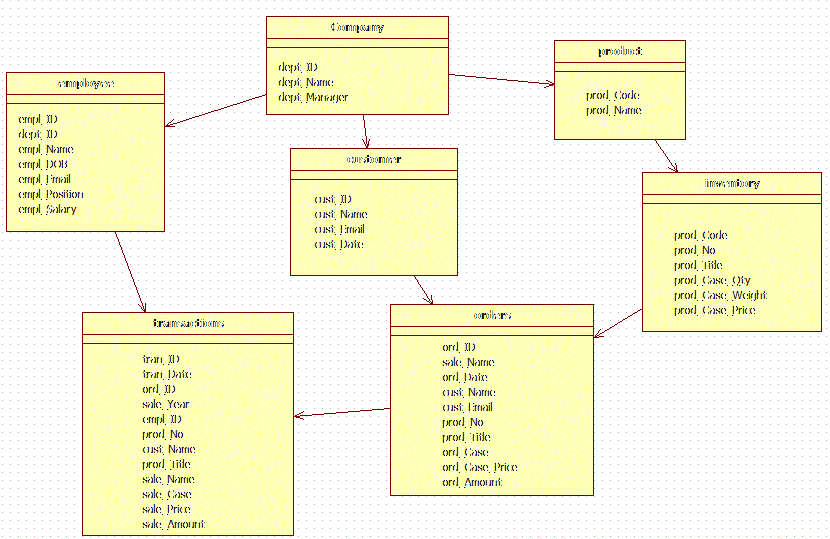 Company
dept_ID
dept_Name
dept_Manager
product
prod_Code
prod_Name
employee
empl_ID
dept_ID
empl_Name
empl_DOB
empl_Email
empl_Position
empl_Salary
customer
cust_ID
cust_Name
cust_Email
cust_Date
inventory
prod_Code
prod_No
prod_Title
prod_Case_Qty
prod_Case_Weight
prod_Case_Price
transactions
tran_ID
tran_Date
ord_ID
sale_Year
empl_ID
prod_No
cust_Name
prod_Title
sale_Name
sale_Case
sale_Price
sale_Amount
orders
ord_ID
sale_Name
ord_Date
cust_Name
cust_Email
prod_No
prod_Title
ord_Case
ord_Case_Price
ord_Amount